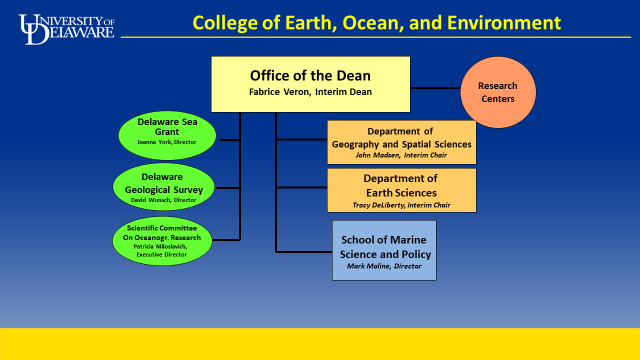 UNIVERSITY OF
DELAWARE
UD
College of Earth, Ocean, and Environment
Office of the Dean
Fabrice Veron, Interim Dean
Research
Centers
Delaware Sea
Grant
Joanna York, Director
Delaware
Geological Survey
David Wunsch, Director
Scientific Committee
On Oceanogr. Research
Patricia Miloslavich,
Executive Director
Department of
Geography and Spatial Sciences
John Madsen, Interim Chair
Department of
Earth Sciences
Tracy DeLiberty, Interim Chair
School of Marine
Science and Policy
Mark Moline, Director